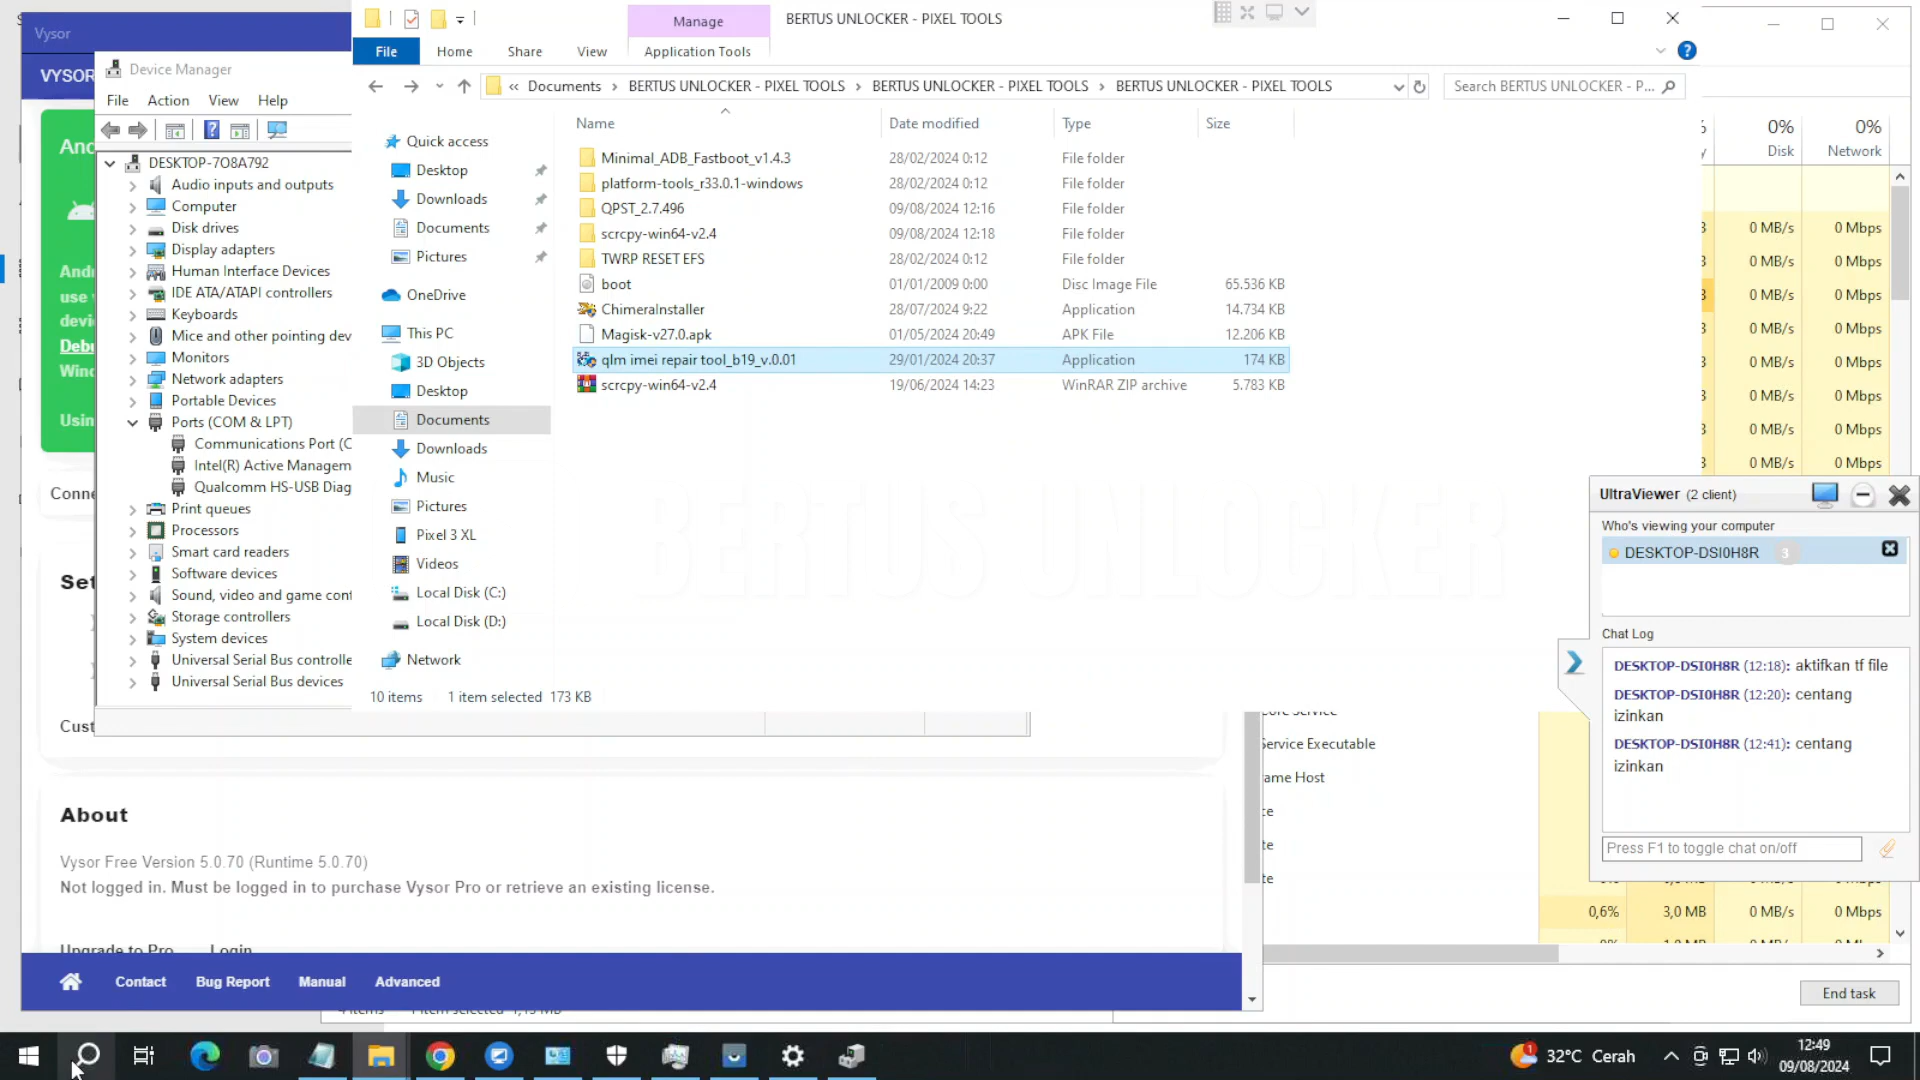 Vysor
VYSOR
Device Manager
File Action View Help
DESKTOP-7O8A792
Audio inputs and outputs
Computer
Disk drives
Display adapters
Human Interface Devices
IDE ATA/ATAPI controllers
Keyboards
Mice and other pointing dev
Monitors
Network adapters
Portable Devices
Ports (COM & LPT)
Communications Port (C
Intel(R) Active Managem
Qualcomm HS-USB Diag
Print queues
Processors
Smart card readers
Software devices
Sound, video and game cont
Storage controllers
System devices
Universal Serial Bus controlle
Universal Serial Bus devices
Manage
BERTUS UNLOCKER - PIXEL TOOLS
File Home Share View Application Tools
« Documents > BERTUS UNLOCKER - PIXEL TOOLS > BERTUS UNLOCKER - PIXEL TOOLS > BERTUS UNLOCKER - PIXEL TOOLS
Search BERTUS UNLOCKER - P...
Quick access
Desktop
Downloads
Documents
Pictures
OneDrive
This PC
3D Objects
Desktop
Documents
Downloads
Music
Pictures
Pixel 3 XL
Videos
Local Disk (C:)
Local Disk (D:)
Network
Name Date modified Type Size
Minimal_ADB_Fastboot_v1.4.3 28/02/2024 0:12 File folder
platform-tools_r33.0.1-windows 28/02/2024 0:12 File folder
QPST_2.7.496 09/08/2024 12:16 File folder
scrcpy-win64-v2.4 09/08/2024 12:18 File folder
TWRP RESET EFS 28/02/2024 0:12 File folder
boot 01/01/2009 0:00 Disc Image File 65.536 KB
ChimeraInstaller 28/07/2024 9:22 Application 14.734 KB
Magisk-v27.0.apk 01/05/2024 20:49 APK File 12.206 KB
qlm imei repair tool_b19_v.0.01 29/01/2024 20:37 Application 174 KB
scrcpy-win64-v2.4 19/06/2024 14:23 WinRAR ZIP archive 5.783 KB
BERTUS UNLOCKER
10 items 1 item selected 173 KB
And
Andr
use
devi
Debu
Wind
Usin
Conne
Set
Cust
About
Vysor Free Version 5.0.70 (Runtime 5.0.70)
Not logged in. Must be logged in to purchase Vysor Pro or retrieve an existing license.
Upgrade to Pro Login
Contact Bug Report Manual Advanced
0% 0%
Disk Network
0 MB/s 0 Mbps
0 MB/s 0 Mbps
0 MB/s 0 Mbps
0 MB/s 0 Mbps
0 MB/s 0 Mbps
0 MB/s 0 Mbps
0 MB/s 0 Mbps
0 MB/s 0 Mbps
UltraViewer (2 client)
Who's viewing your computer
DESKTOP-DSI0H8R 3
Chat Log
DESKTOP-DSI0H8R (12:18): aktifkan tf file
DESKTOP-DSI0H8R (12:20): centang
izinkan
DESKTOP-DSI0H8R (12:41): centang
izinkan
Press F1 to toggle chat on/off
Service Executable
ame Host
te
te
te
0,6% 3,0 MB 0 MB/s 0 Mbps
End task
32°C Cerah
12:49
09/08/2024